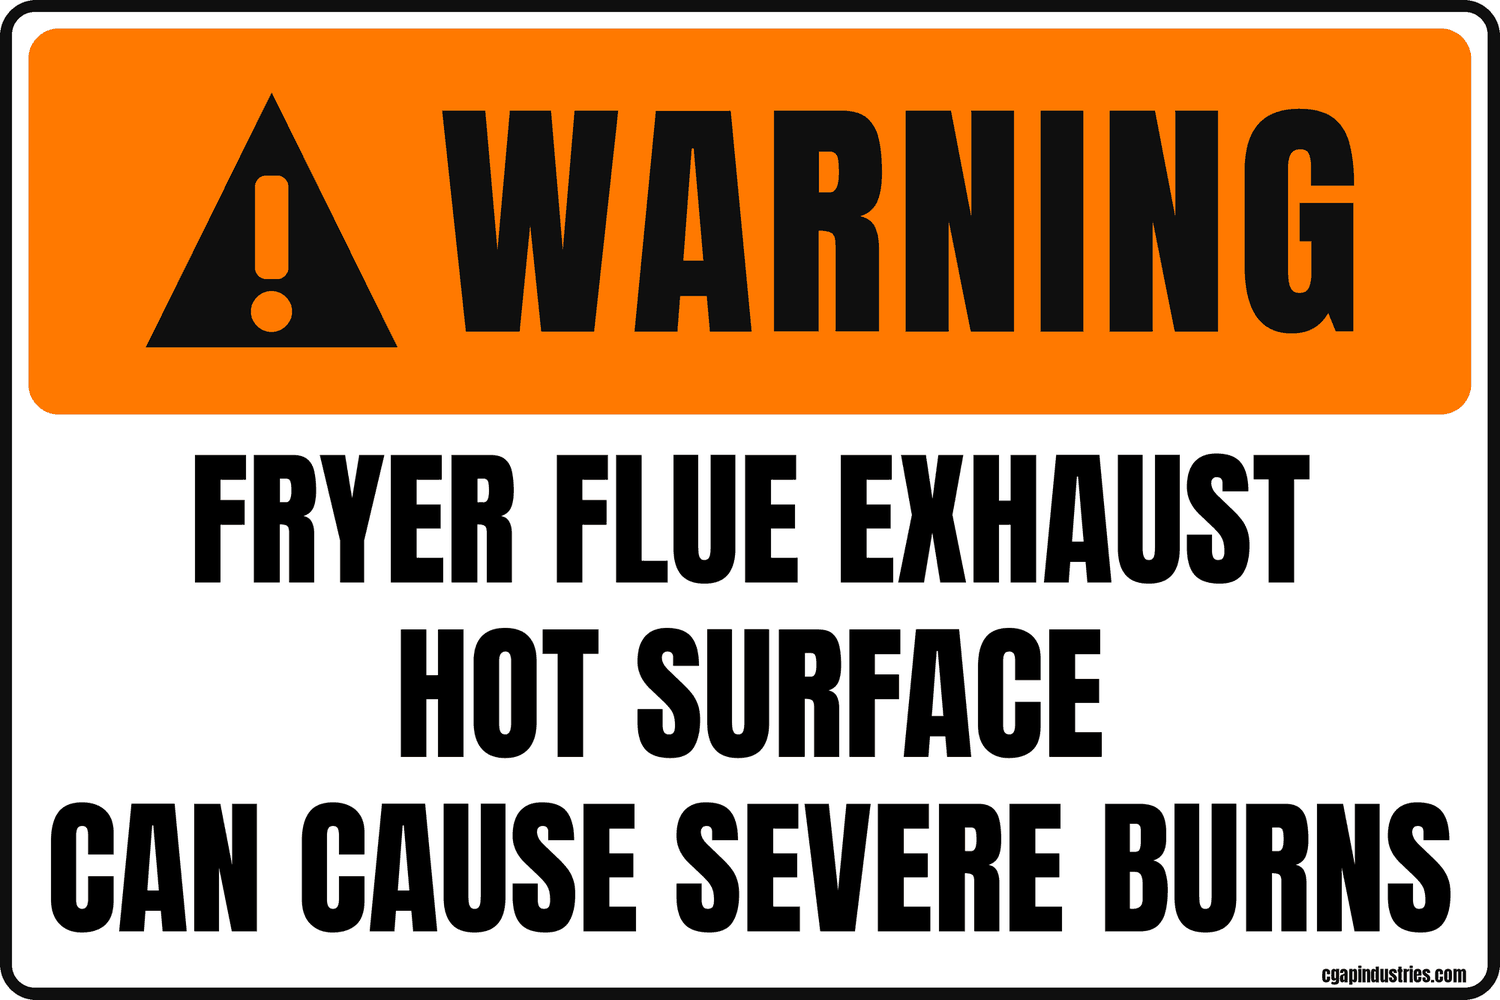 WARNING
FRYER FLUE EXHAUST
HOT SURFACE
CAN CAUSE SEVERE BURNS
cgapindustries.com